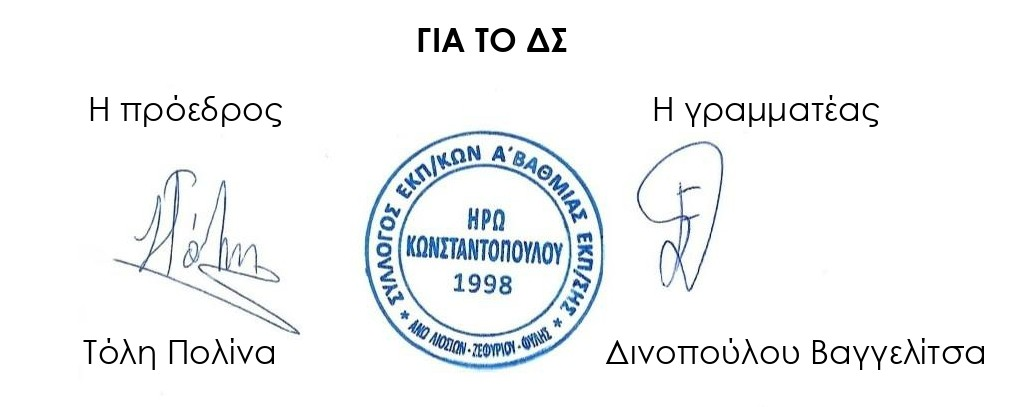 ΓΙΑ ΤΟ ΔΣ
Η πρόεδρος
Η γραμματέας
ΣΥΛΛΟΓΟΣ ΕΚΠ/ΚΩΝ Α΄ΒΑΘΜΙΑΣ ΕΚΠ/ΣΗΣ
ΗΡΩ
ΚΩΝΣΤΑΝΤΟΠΟΥΛΟΥ
1998
* ΑΝΩ ΛΙΟΣΙΩΝ - ΖΕΦΥΡΙΟΥ - ΦΥΛΗΣ *
Τόλη Πολίνα
Δινοπούλου Βαγγελίτσα